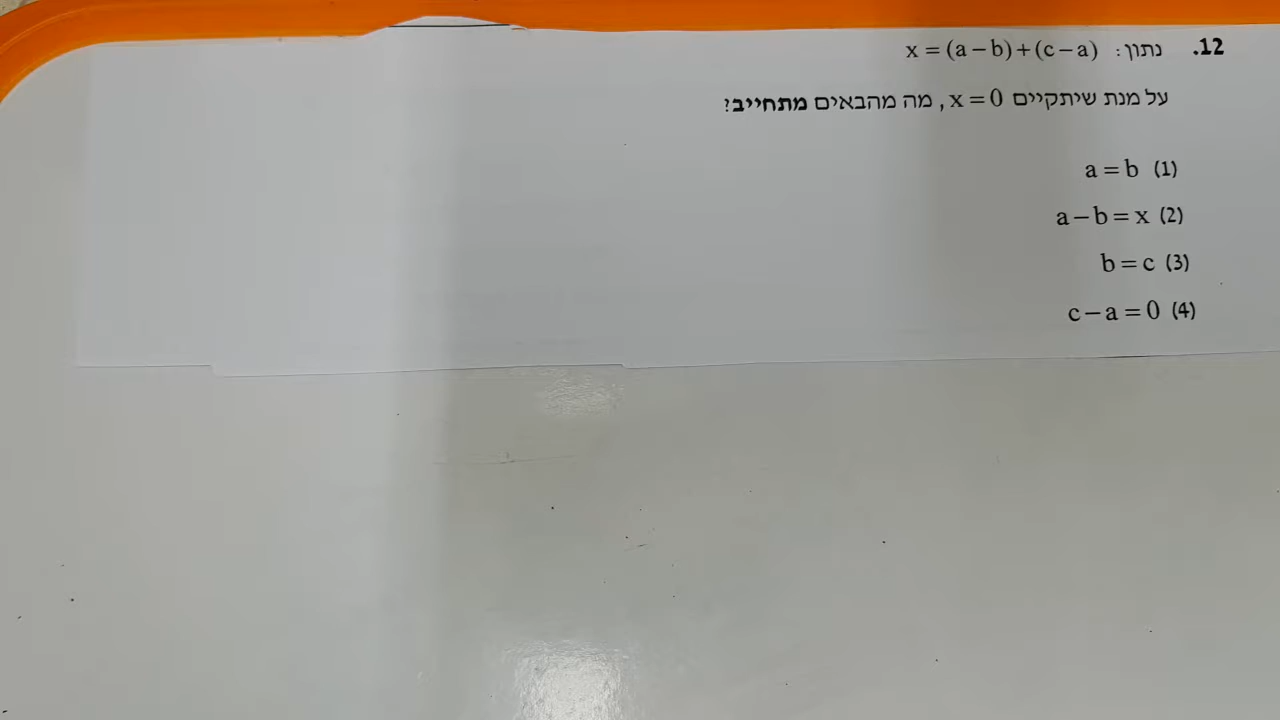 .12 נתון: x = (a − b) + (c − a)
על מנת שיתקיים x = 0, מה מהבאים מתחייב?
(1) a = b
(2) a − b = x
(3) b = c
(4) c − a = 0